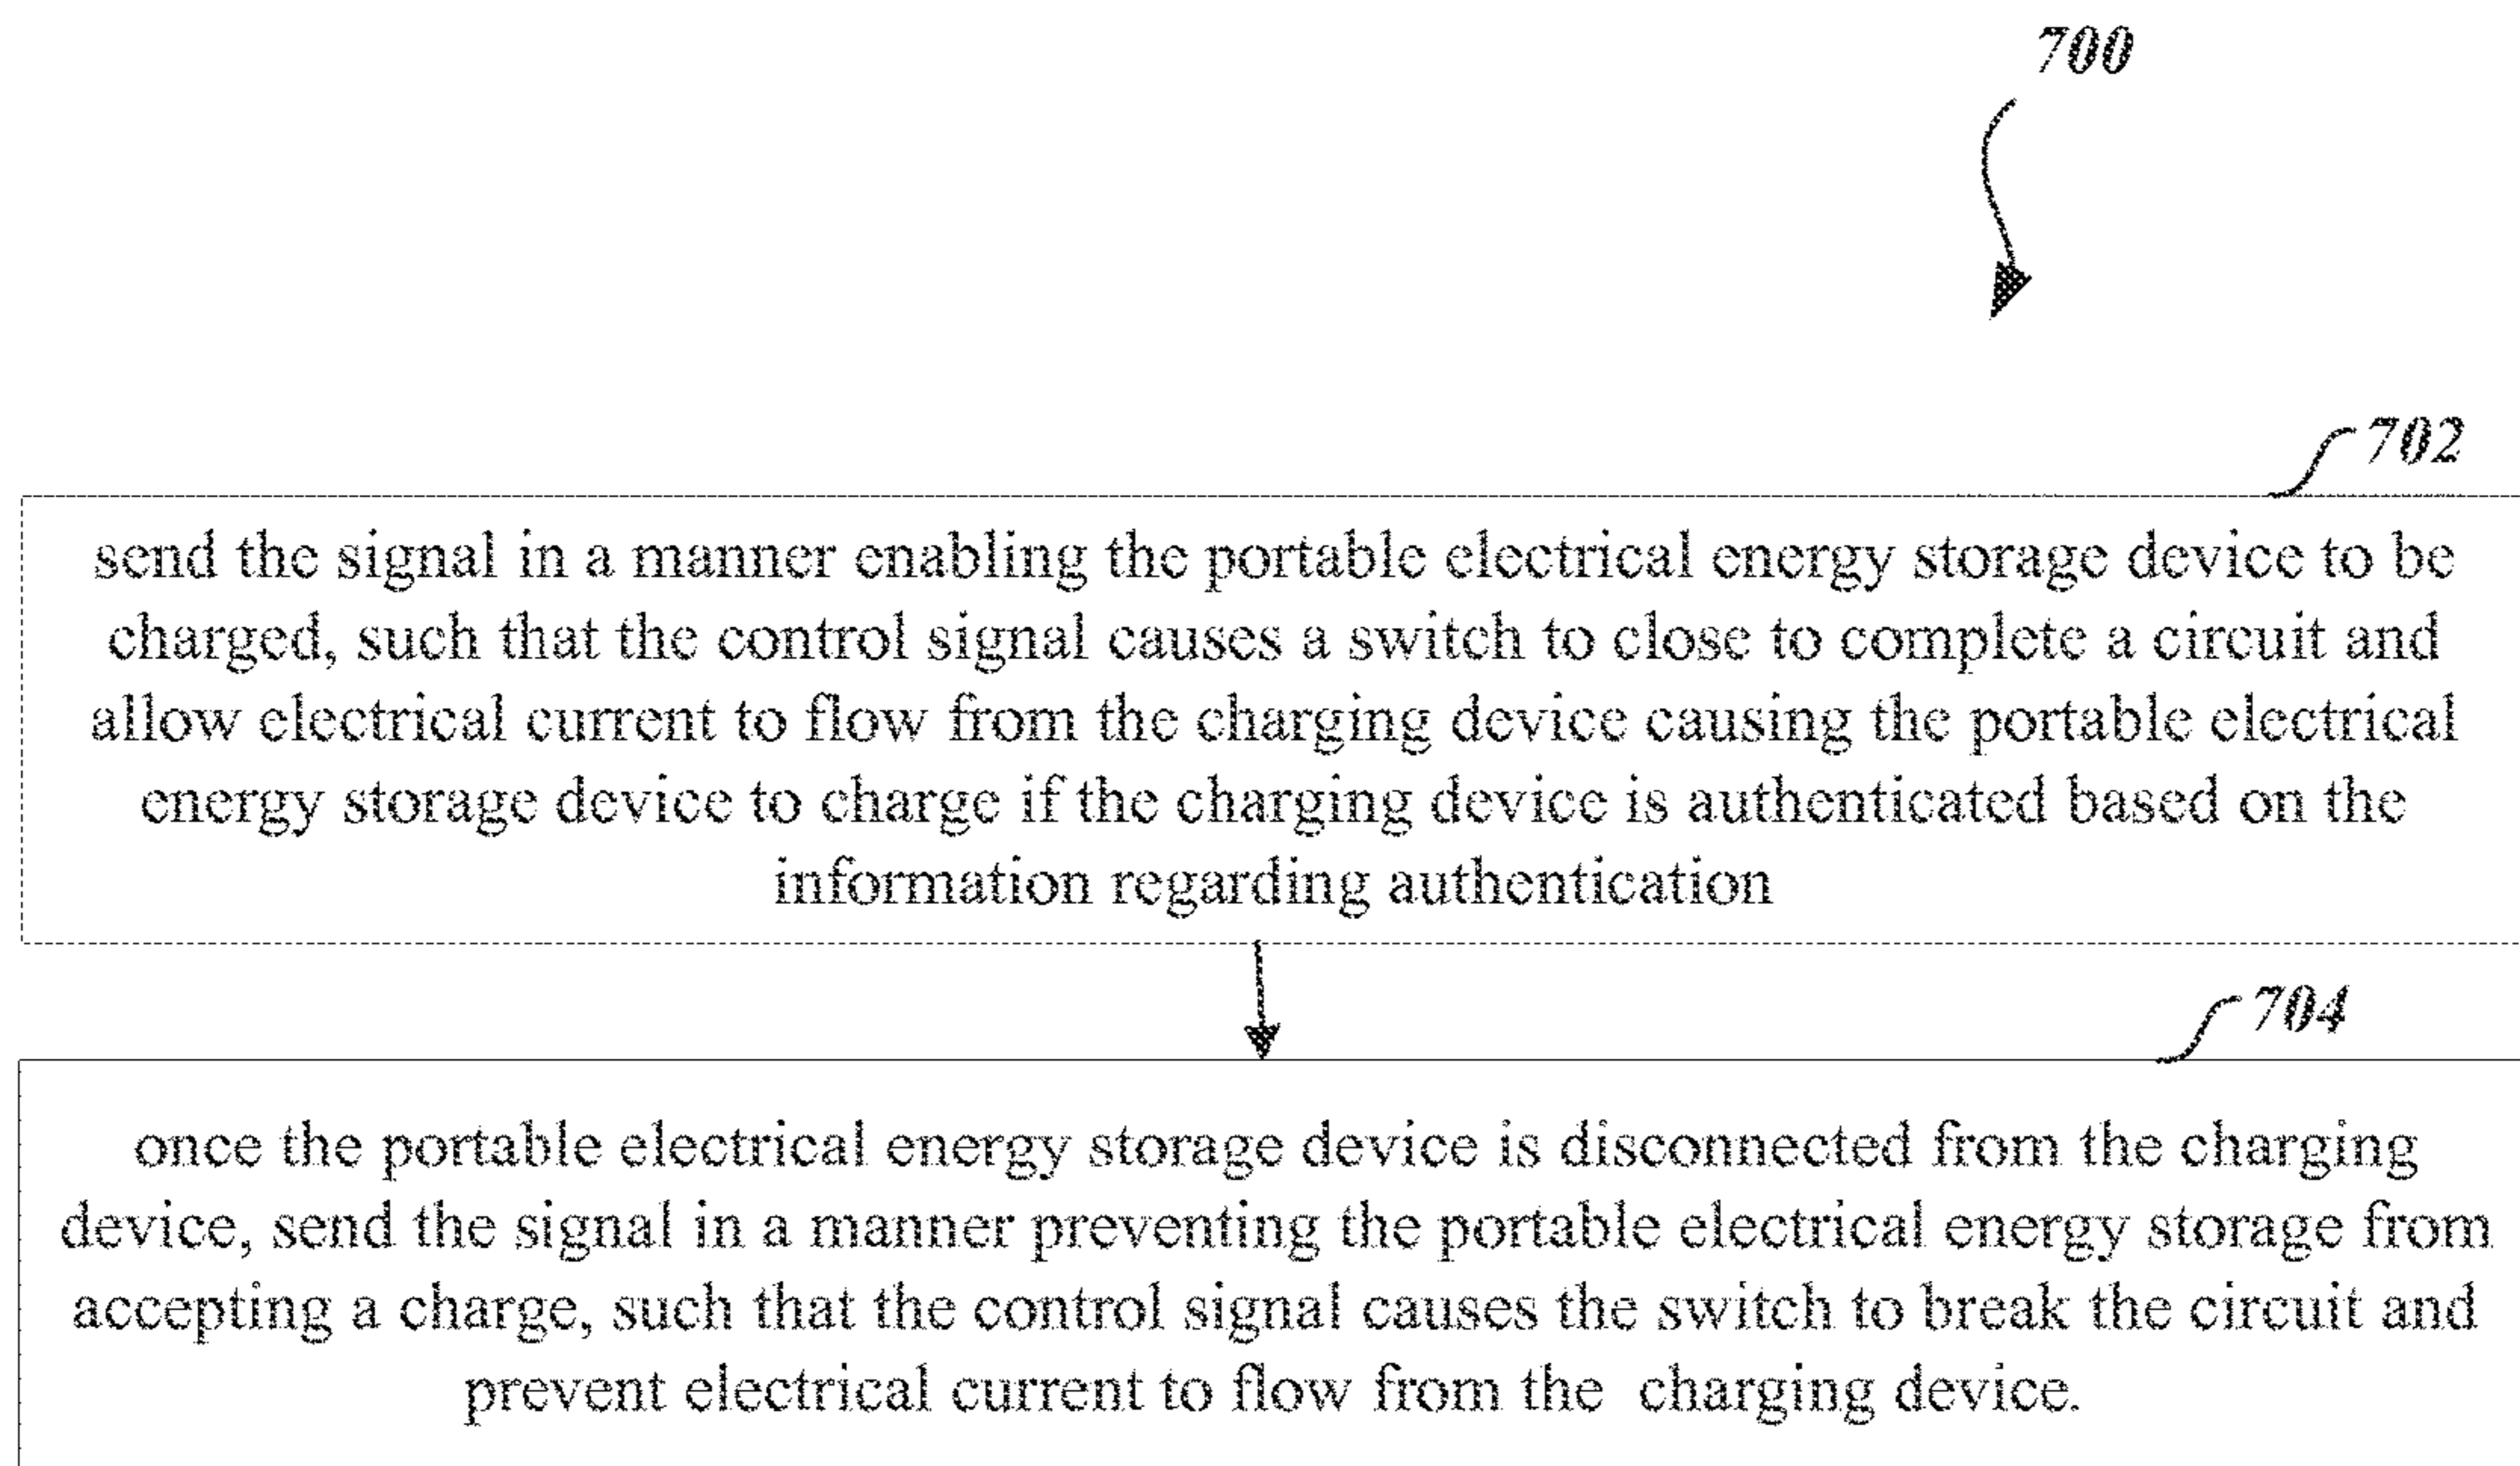 700
702
send the signal in a manner enabling the portable electrical energy storage device to be
charged, such that the control signal causes a switch to close to complete a circuit and
allow electrical current to flow from the charging device causing the portable electrical
energy storage device to charge if the charging device is authenticated based on the
information regarding authentication
704
once the portable electrical energy storage device is disconnected from the charging
device, send the signal in a manner preventing the portable electrical energy storage from
accepting a charge, such that the control signal causes the switch to break the circuit and
prevent electrical current to flow from the charging device.